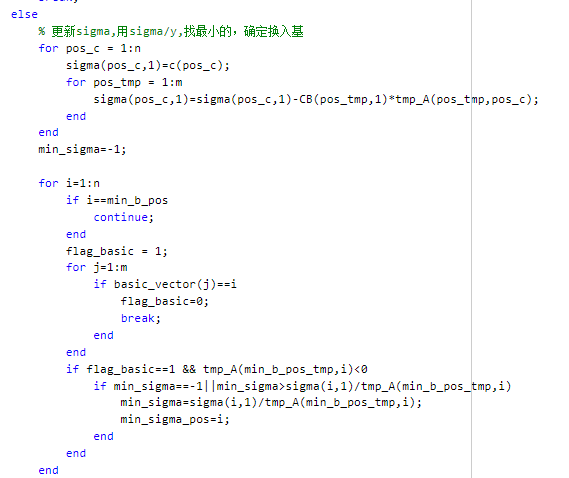 else
% 更新sigma,用sigma/y,找最小的，确定换入基
for pos_c = 1:n
sigma(pos_c,1)=c(pos_c);
for pos_tmp = 1:m
sigma(pos_c,1)=sigma(pos_c,1)-CB(pos_tmp,1)*tmp_A(pos_tmp,pos_c);
end
end
min_sigma=-1;
for i=1:n
if i==min_b_pos
continue;
end
flag_basic = 1;
for j=1:m
if basic_vector(j)==i
flag_basic=0;
break;
end
end
if flag_basic==1 && tmp_A(min_b_pos_tmp,i)<0
if min_sigma==-1||min_sigma>sigma(i,1)/tmp_A(min_b_pos_tmp,i)
min_sigma=sigma(i,1)/tmp_A(min_b_pos_tmp,i);
min_sigma_pos=i;
end
end
end